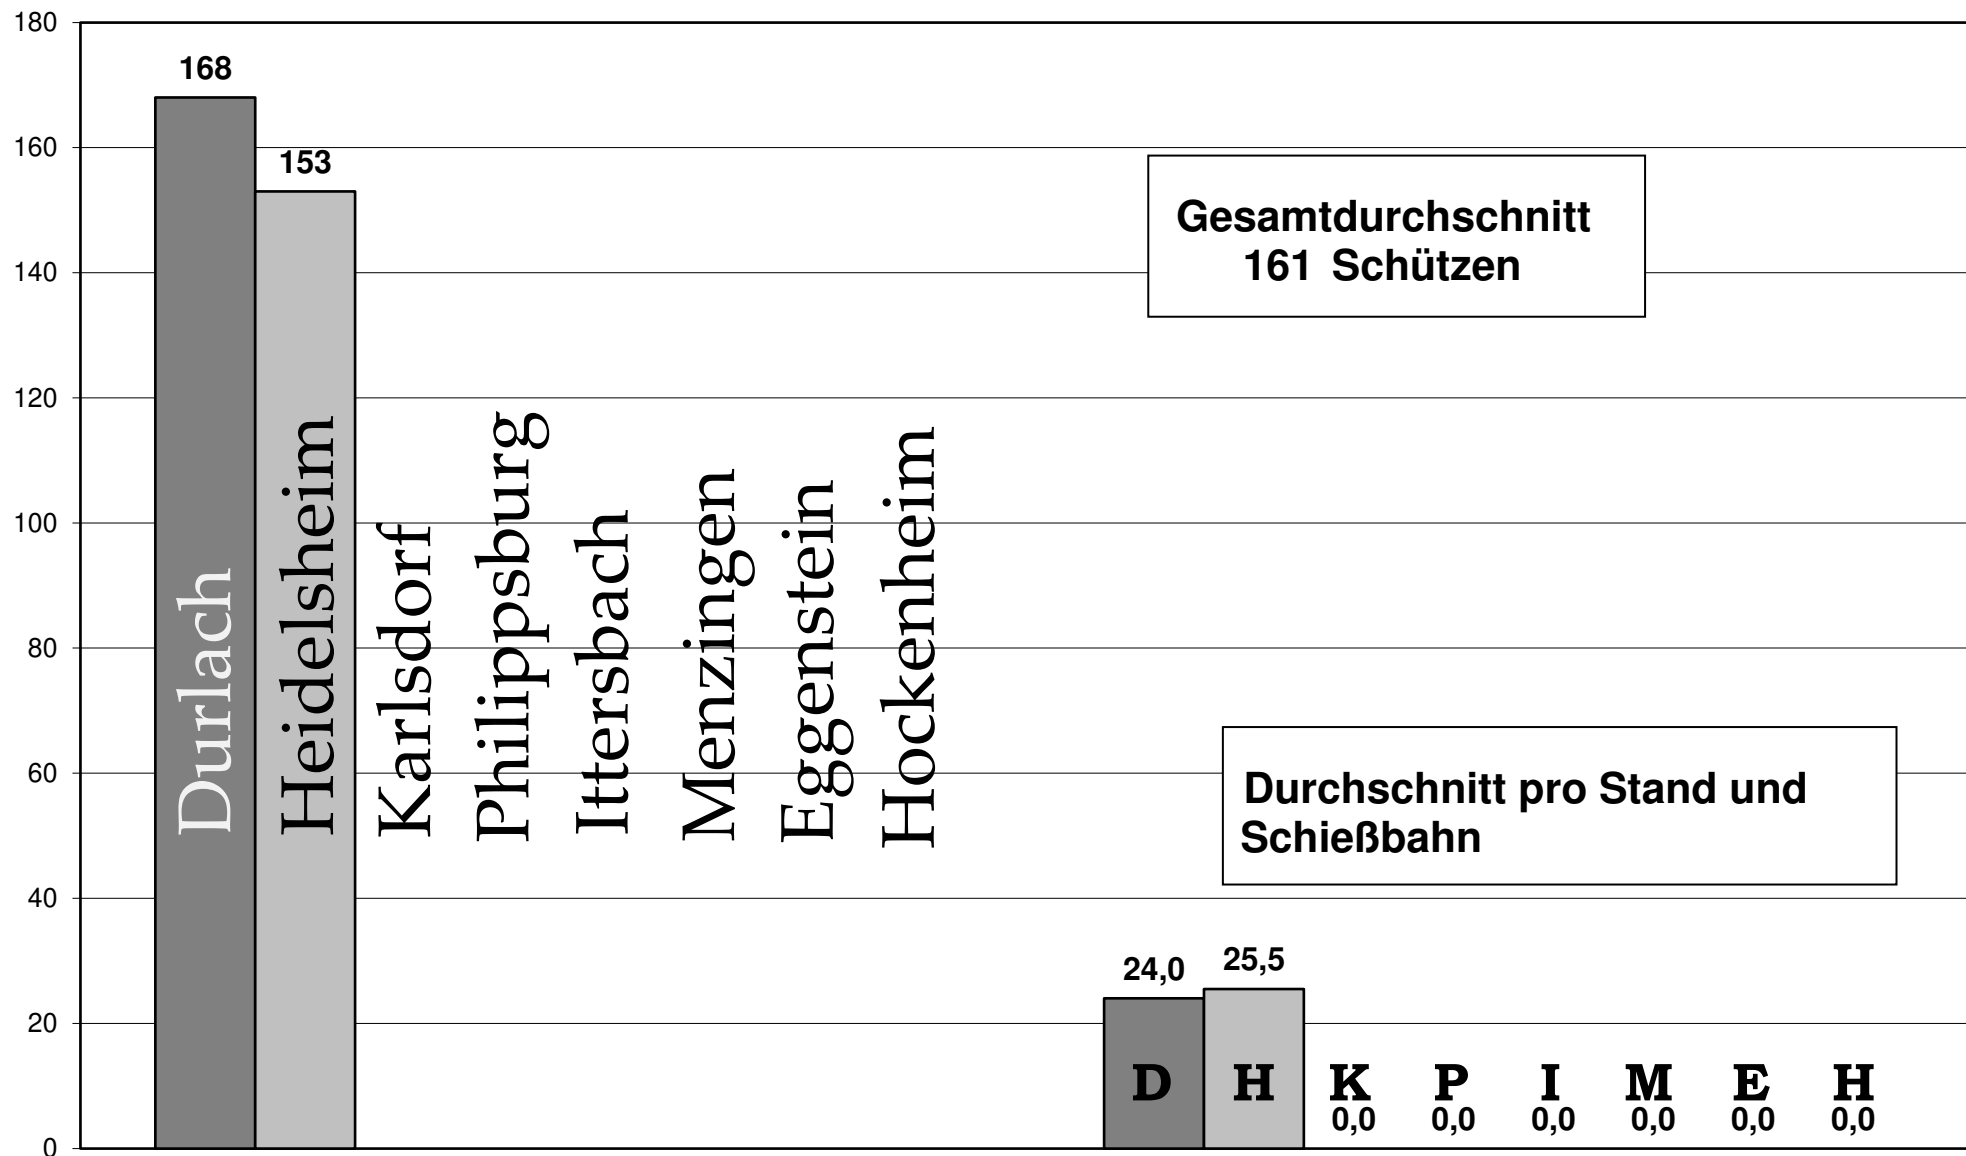 180
160
140
120
100
80
60
40
20
0
168
153
Durlach
Heidelsheim
Karlsdorf
Philippsburg
Ittersbach
Menzingen
Eggenstein
Hockenheim
Gesamtdurchschnitt
161 Schützen
Durchschnitt pro Stand und
Schießbahn
24,0 25,5
D H K P I M E H
0,0 0,0 0,0 0,0 0,0 0,0